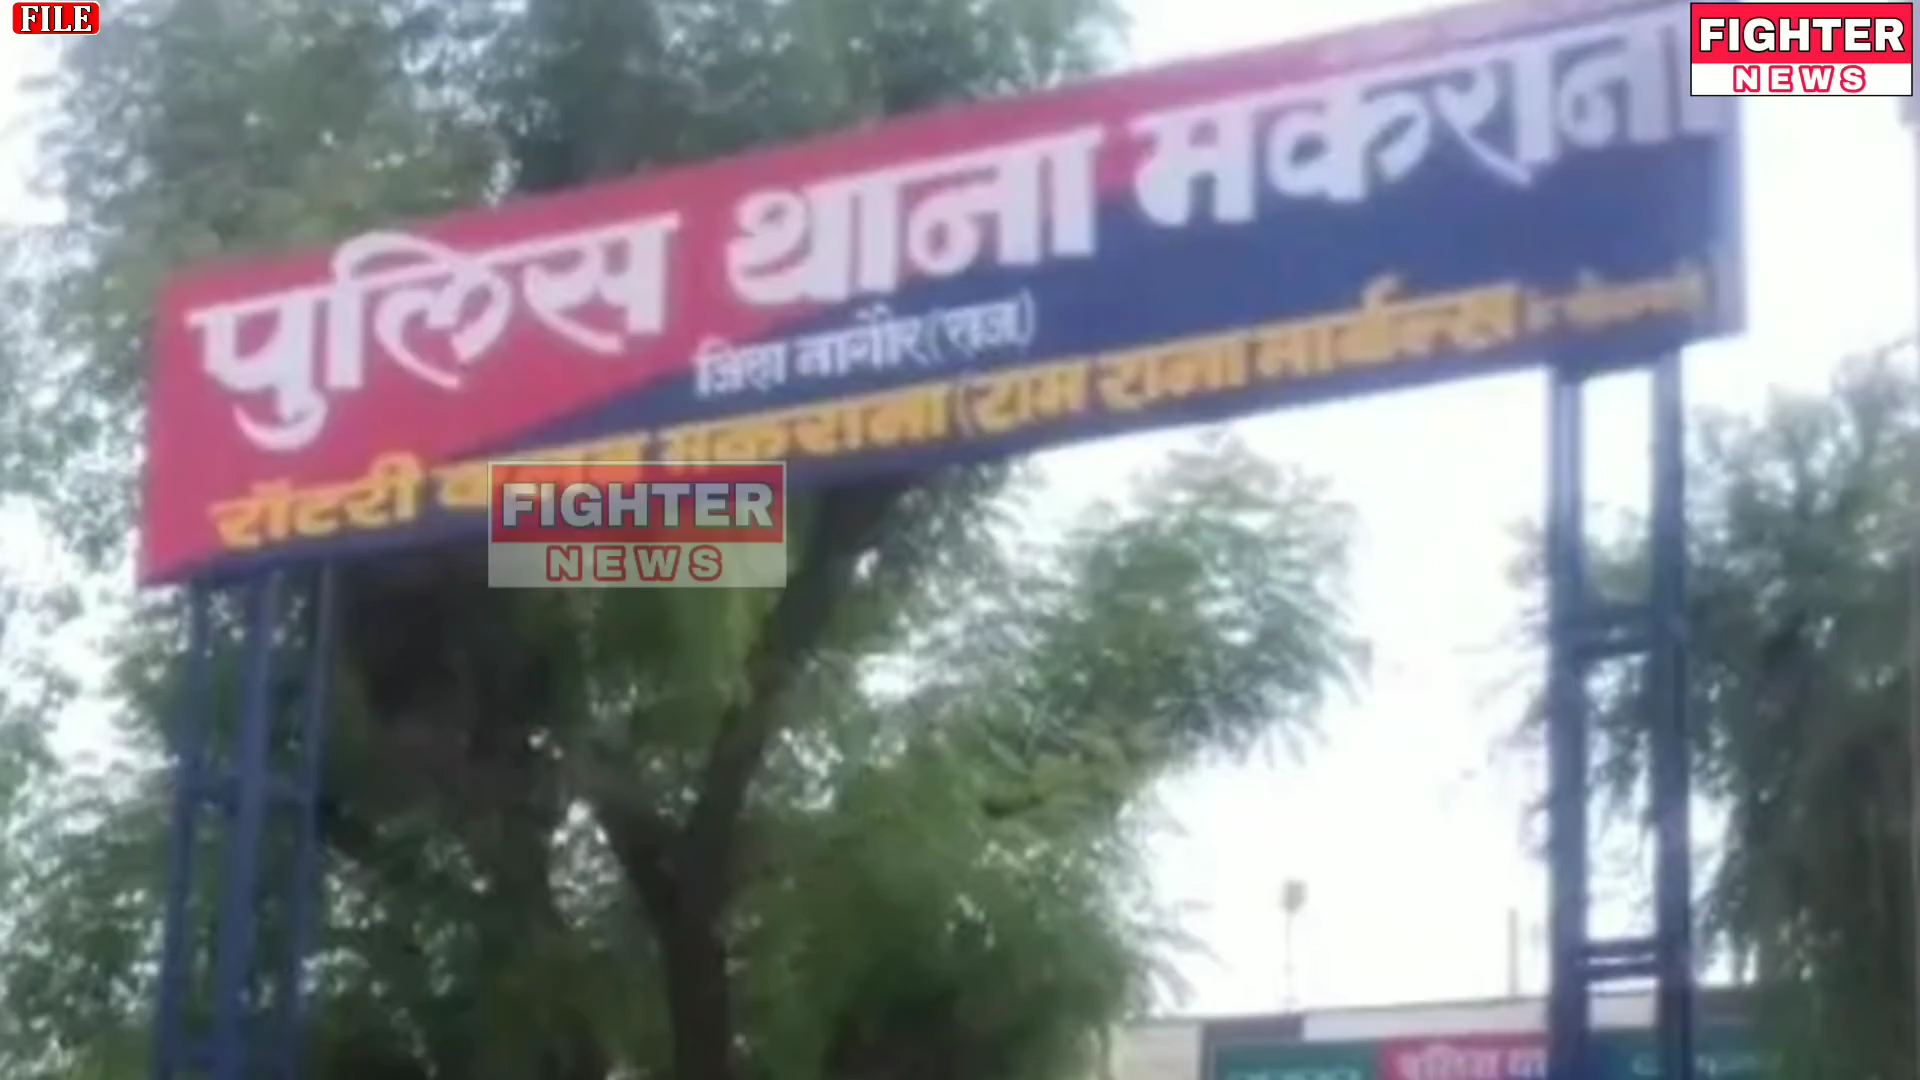 FILE
FIGHTER
NEWS
पुलिस थाना मकराना
जिला नागौर (राज)
रॉटरी मकराना (राम राना मार्बल्स
FIGHTER
NEWS
पुलिस